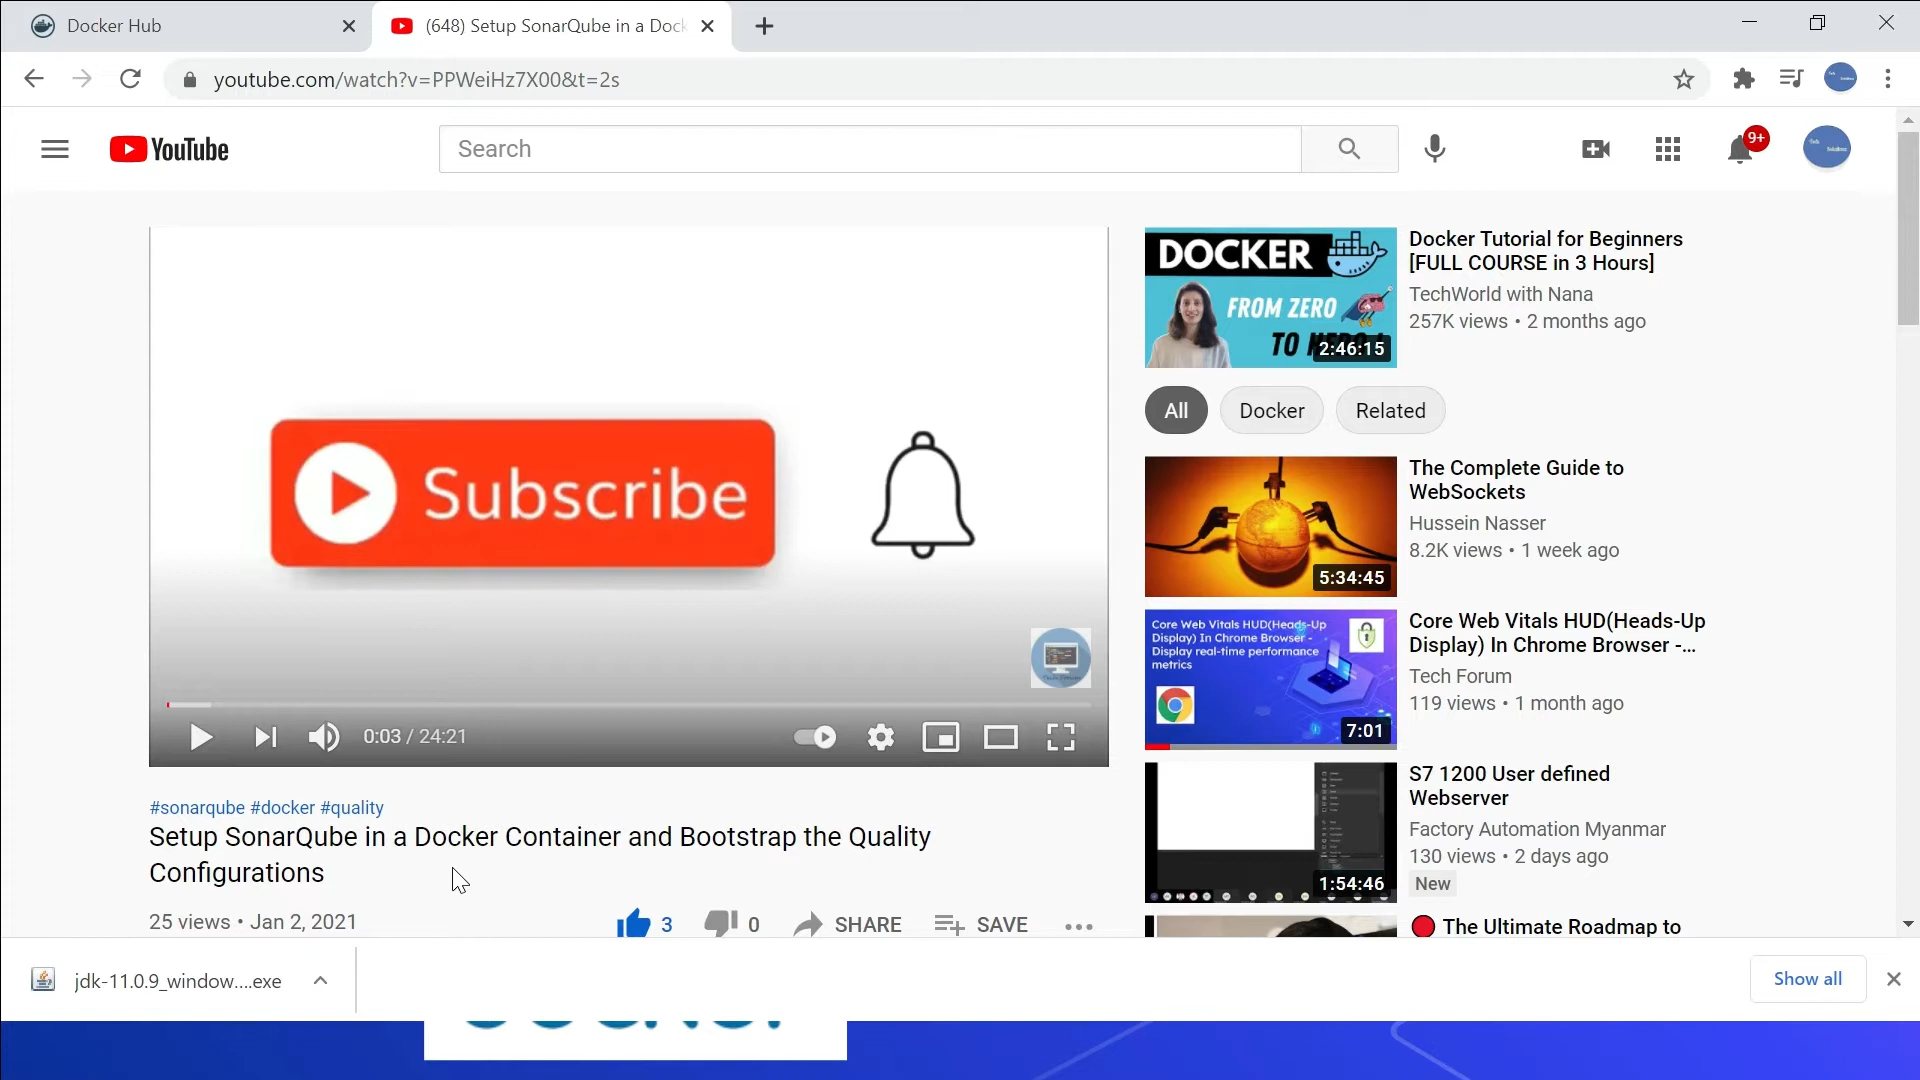 Docker Hub
(648) Setup SonarQube in a Dock
youtube.com/watch?v=PPWeiHz7X00&t=2s
YouTube
Search
9+
Subscribe
0:03 / 24:21
#sonarqube #docker #quality
Setup SonarQube in a Docker Container and Bootstrap the Quality
Configurations
25 views • Jan 2, 2021
3
0
SHARE
SAVE
DOCKER
FROM ZERO
TO
2:46:15
Docker Tutorial for Beginners
[FULL COURSE in 3 Hours]
TechWorld with Nana
257K views • 2 months ago
All
Docker
Related
5:34:45
The Complete Guide to
WebSockets
Hussein Nasser
8.2K views • 1 week ago
Core Web Vitals HUD(Heads-Up
Display) In Chrome Browser -
Display real-time performance
metrics
7:01
Core Web Vitals HUD(Heads-Up
Display) In Chrome Browser -...
Tech Forum
119 views • 1 month ago
1:54:46
S7 1200 User defined
Webserver
Factory Automation Myanmar
130 views • 2 days ago
New
The Ultimate Roadmap to
jdk-11.0.9_window....exe
Show all